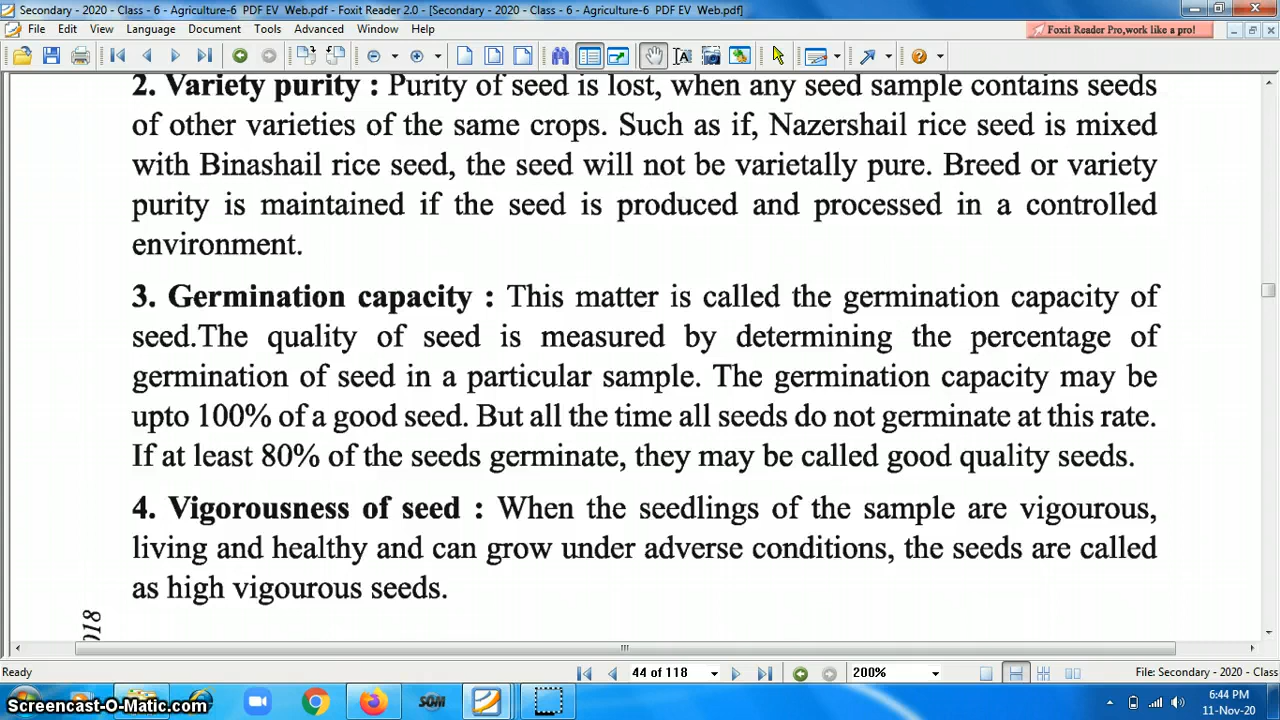 Secondary - 2020 - Class - 6 - Agriculture-6 PDF EV Web.pdf - Foxit Reader 2.0 - [Secondary - 2020 - Class - 6 - Agriculture-6 PDF EV Web.pdf]
File Edit View Language Document Tools Advanced Window Help
Foxit Reader Pro,work like a pro!
2. Variety purity : Purity of seed is lost, when any seed sample contains seeds
of other varieties of the same crops. Such as if, Nazershail rice seed is mixed
with Binashail rice seed, the seed will not be varietally pure. Breed or variety
purity is maintained if the seed is produced and processed in a controlled
environment.
3. Germination capacity : This matter is called the germination capacity of
seed.The quality of seed is measured by determining the percentage of
germination of seed in a particular sample. The germination capacity may be
upto 100% of a good seed. But all the time all seeds do not germinate at this rate.
If at least 80% of the seeds germinate, they may be called good quality seeds.
4. Vigorousness of seed : When the seedlings of the sample are vigourous,
living and healthy and can grow under adverse conditions, the seeds are called
as high vigourous seeds.
018
Ready
44 of 118
200%
File: Secondary - 2020 - Class
Screencast-O-Matic.com
SOM
6:44 PM
11-Nov-20